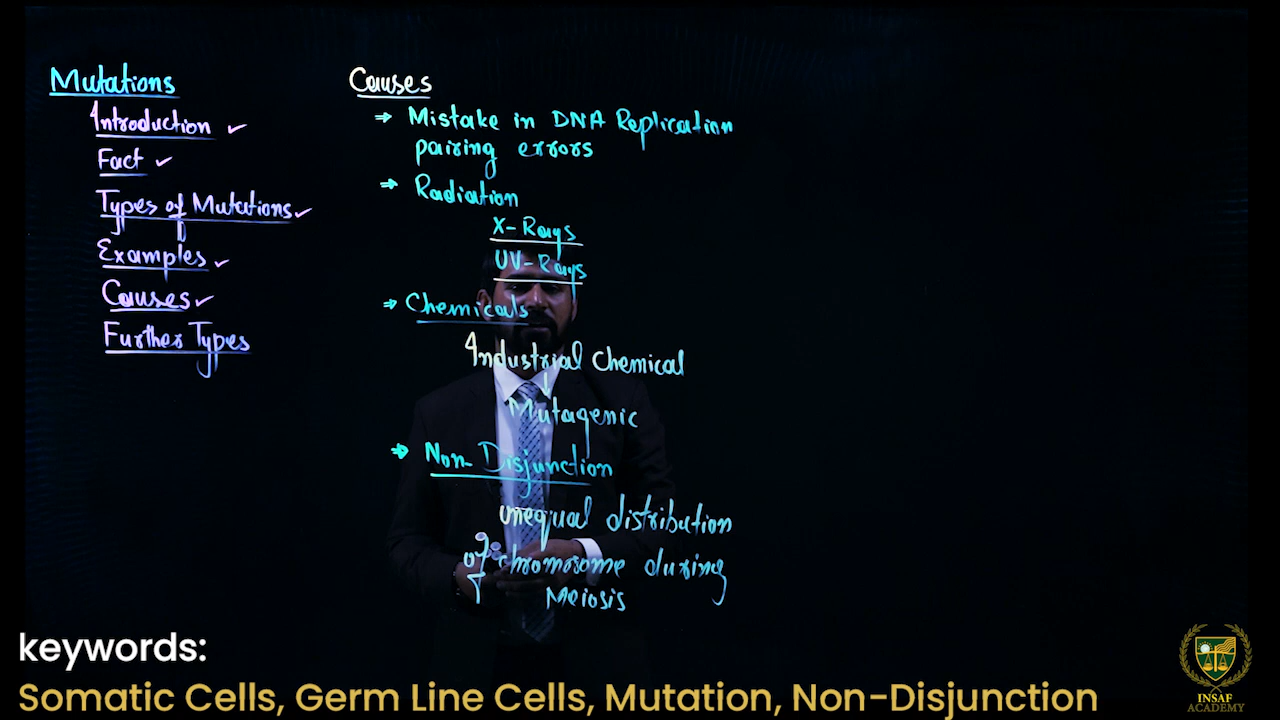 Mutations
Introduction ✓
Fact ✓
Types of Mutations ✓
Examples ✓
Causes ✓
Further Types
Causes
⇒ Mistake in DNA Replication
pairing errors
⇒ Radiation
X-Rays
UV-Rays
⇒ Chemicals
Industrial Chemical
↓
Mutagenic
⇒ Non-Disjunction
unequal distribution
of chromosome during
Meiosis
keywords:
Somatic Cells, Germ Line Cells, Mutation, Non-Disjunction
INSAF
ACADEMY